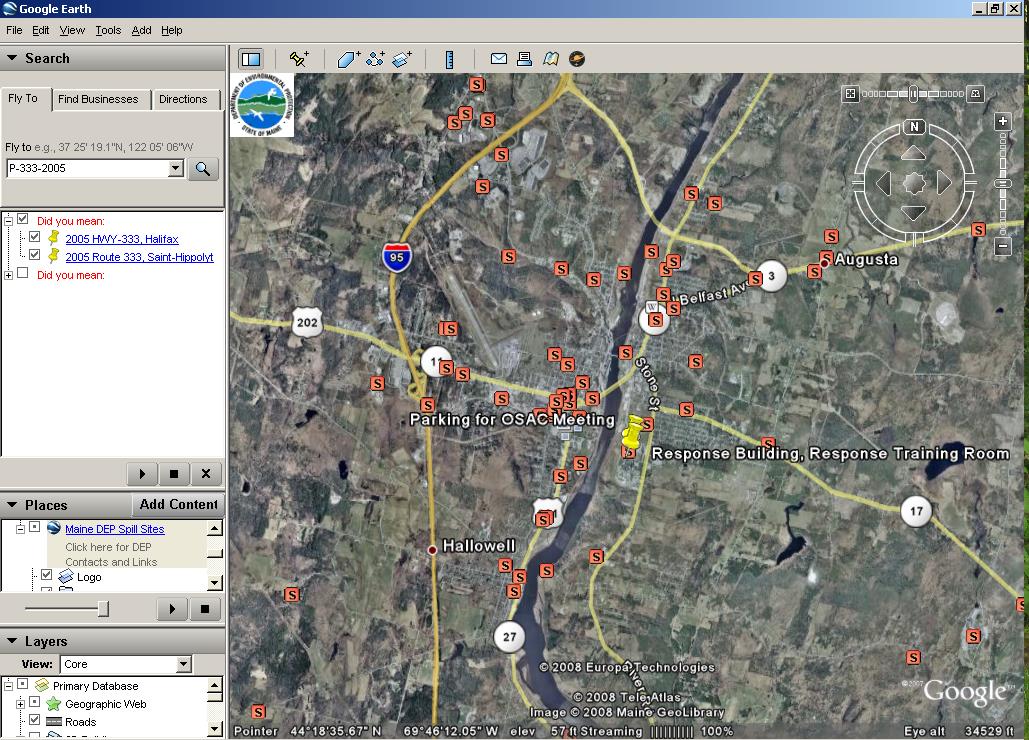 Google Earth
File Edit View Tools Add Help
Search
Fly To Find Businesses Directions
Fly to e.g., 37 25' 19.1"N, 122 05' 06"W
P-333-2005
Did you mean:
2005 HWY-333, Halifax
2005 Route 333, Saint-Hippolyt
Did you mean:
Places Add Content
Maine DEP Spill Sites
Click here for DEP
Contacts and Links
Logo
Layers
View: Core
Primary Database
Geographic Web
Roads
DEPARTMENT OF ENVIRONMENTAL PROTECTION
STATE OF MAINE
N
95
202
11
3
Augusta
Belfast Av
Stone St
Parking for OSAC Meeting
Response Building, Response Training Room
17
Hallowell
27
© 2008 Europa Technologies
© 2008 Tele Atlas
Image © 2008 Maine GeoLibrary
©2007 Google™
Pointer 44°18'35.67" N 69°46'12.05" W elev 57 ft Streaming |||||||||| 100% Eye alt 34529 ft